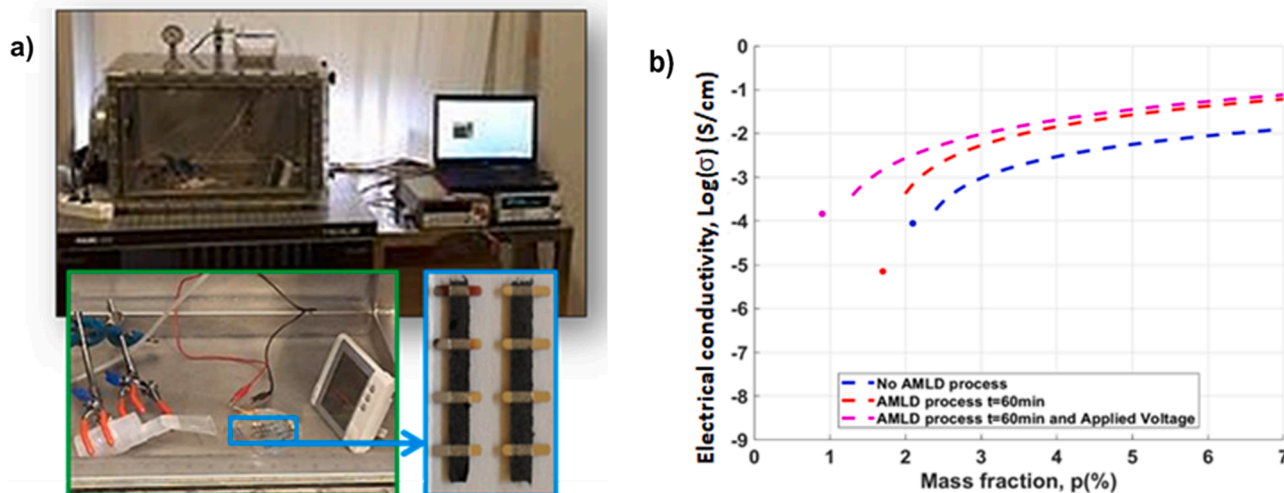 a)
b)
Electrical conductivity, Log(σ) (S/cm)
0
-1
-2
-3
-4
-5
-6
-7
-8
-9
No AMLD process
AMLD process t=60min
AMLD process t=60min and Applied Voltage
0 1 2 3 4 5 6 7
Mass fraction, p(%)